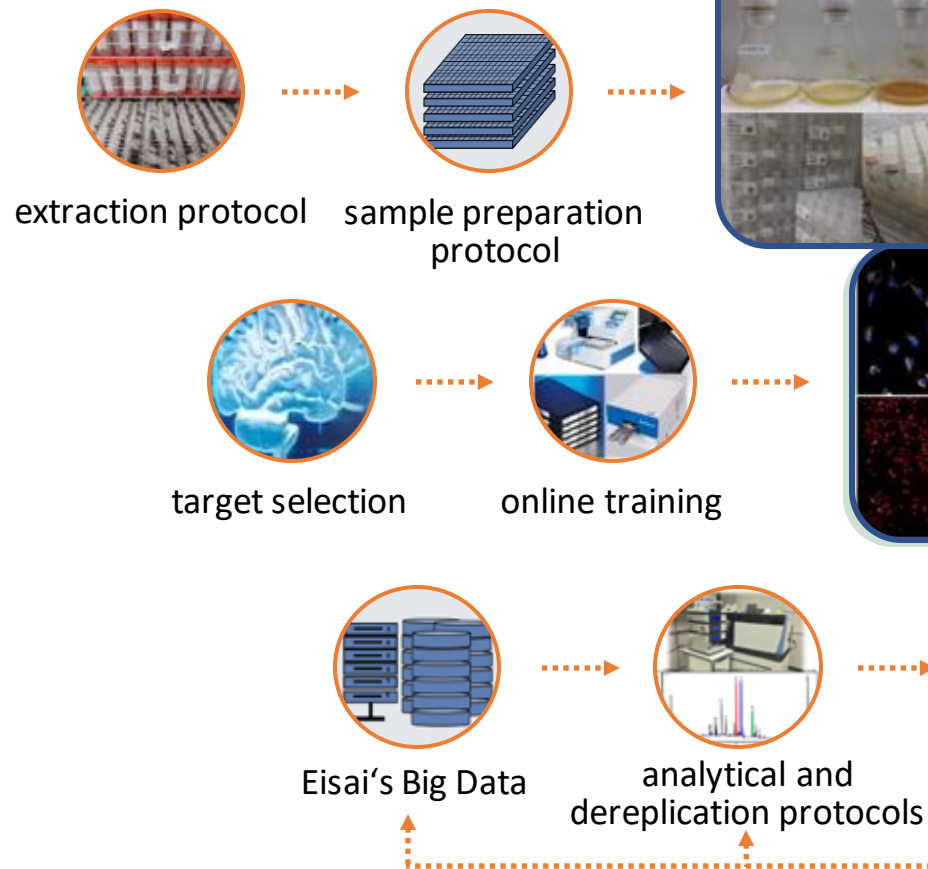 extraction protocol
sample preparation
protocol
target selection
online training
Eisai‘s Big Data
analytical and
dereplication protocols